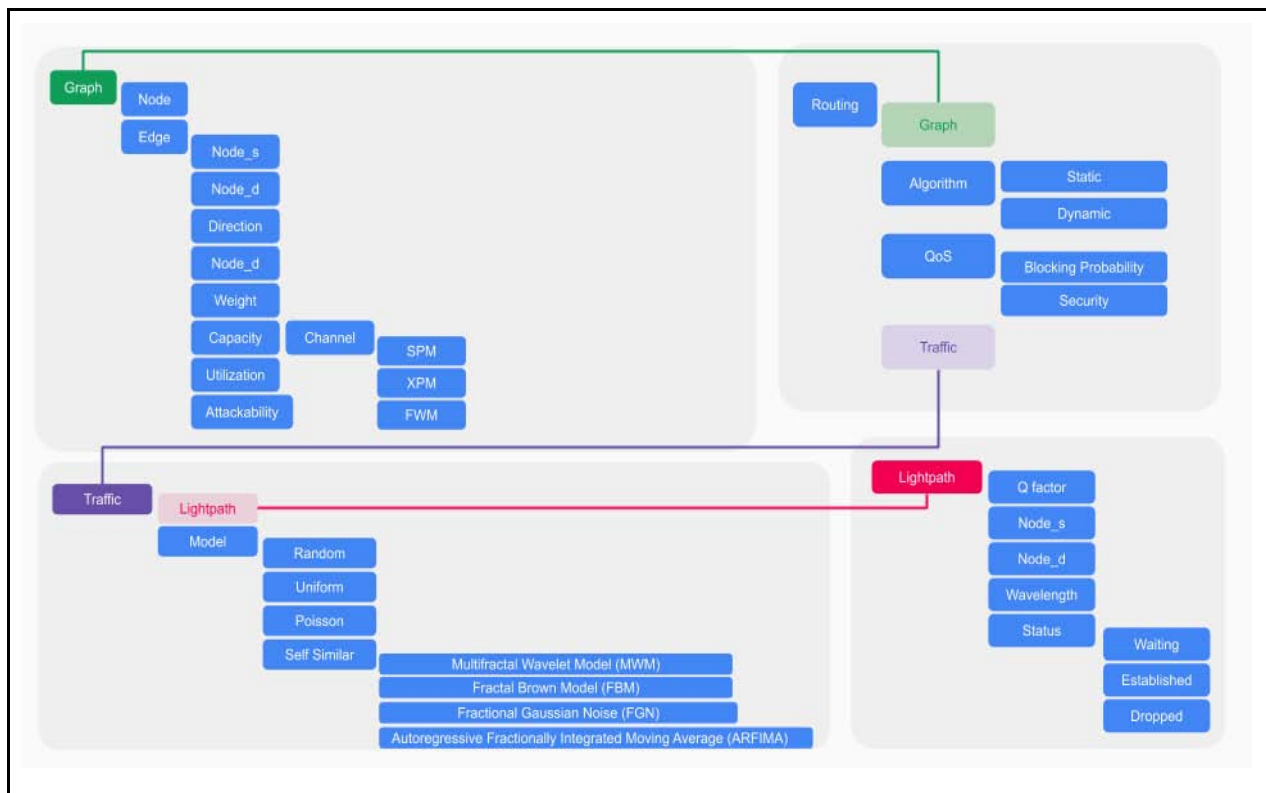 Graph
Node
Edge
Node_s
Node_d
Direction
Node_d
Weight
Capacity
Channel
SPM
XPM
FWM
Utilization
Attackability
Routing
Graph
Algorithm
Static
Dynamic
QoS
Blocking Probability
Security
Traffic
Traffic
Lightpath
Model
Random
Uniform
Poisson
Self Similar
Multifractal Wavelet Model (MWM)
Fractal Brown Model (FBM)
Fractional Gaussian Noise (FGN)
Autoregressive Fractionally Integrated Moving Average (ARFIMA)
Lightpath
Q factor
Node_s
Node_d
Wavelength
Status
Waiting
Established
Dropped